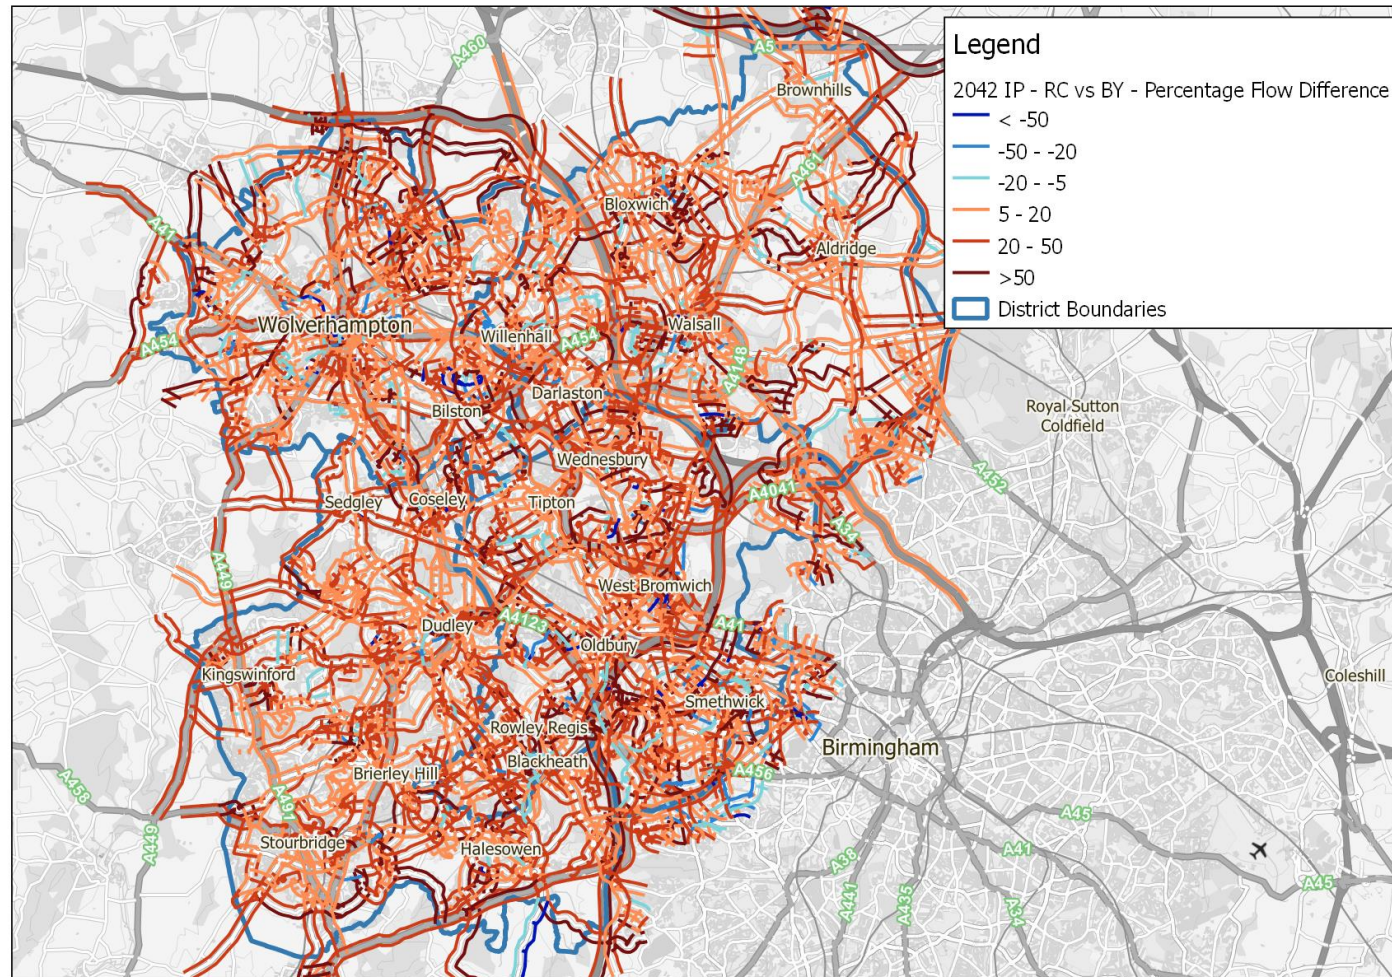 Legend
2042 IP - RC vs BY - Percentage Flow Difference
< -50
-50 - -20
-20 - -5
5 - 20
20 - 50
>50
District Boundaries
A460
A5
Brownhills
A461
Bloxwich
A41
Aldridge
Wolverhampton
Willenhall
A454
Walsall
A454
A4148
Darlaston
Bilston
Royal Sutton
Coldfield
Wednesbury
A452
Sedgley
Coseley
Tipton
A4041
A34
A449
West Bromwich
Dudley
A4123
A41
Oldbury
Kingswinford
Coleshill
Smethwick
Rowley Regis
Birmingham
Blackheath
Brierley Hill
A456
A458
A491
A45
A449
Stourbridge
Halesowen
A38
A41
A45
A441
A435
A34